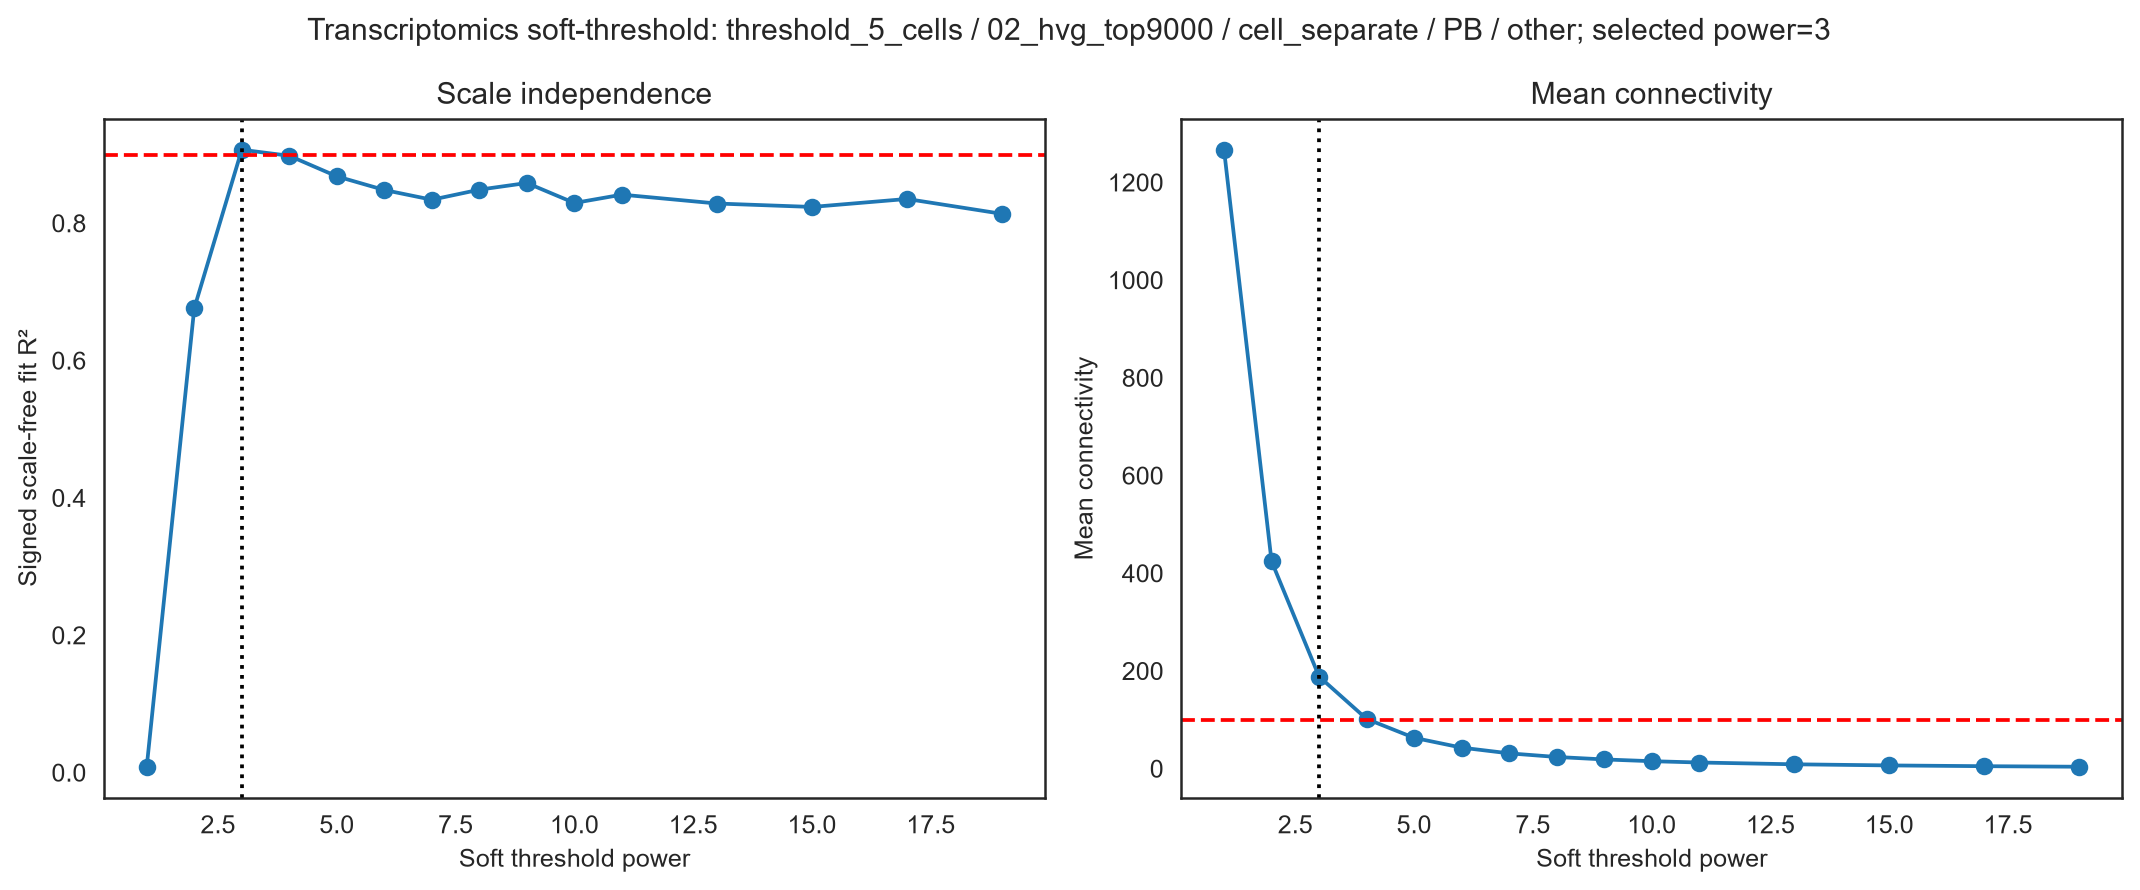 Transcriptomics soft-threshold: threshold_5_cells / 02_hvg_top9000 / cell_separate / PB / other; selected power=3
Scale independence
Signed scale-free fit R²
0.8
0.6
0.4
0.2
0.0
2.5 5.0 7.5 10.0 12.5 15.0 17.5
Soft threshold power
Mean connectivity
Mean connectivity
1200
1000
800
600
400
200
0
2.5 5.0 7.5 10.0 12.5 15.0 17.5
Soft threshold power